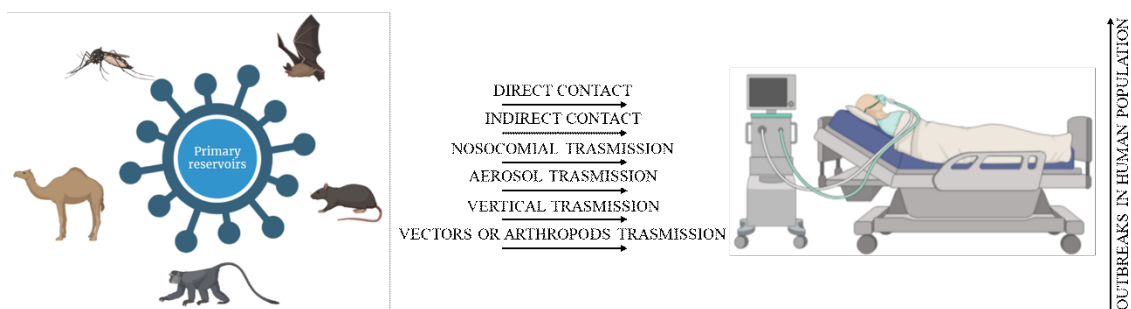 Primary
reservoirs
DIRECT CONTACT
INDIRECT CONTACT
NOSOCOMIAL TRASMISSION
AEROSOL TRASMISSION
VERTICAL TRASMISSION
VECTORS OR ARTHROPODS TRASMISSION
OUTBREAKS IN HUMAN POPULATION